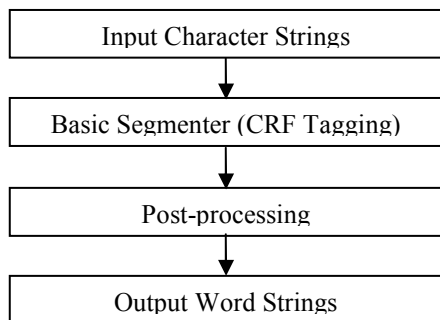 Input Character Strings
Basic Segmenter (CRF Tagging)
Post-processing
Output Word Strings